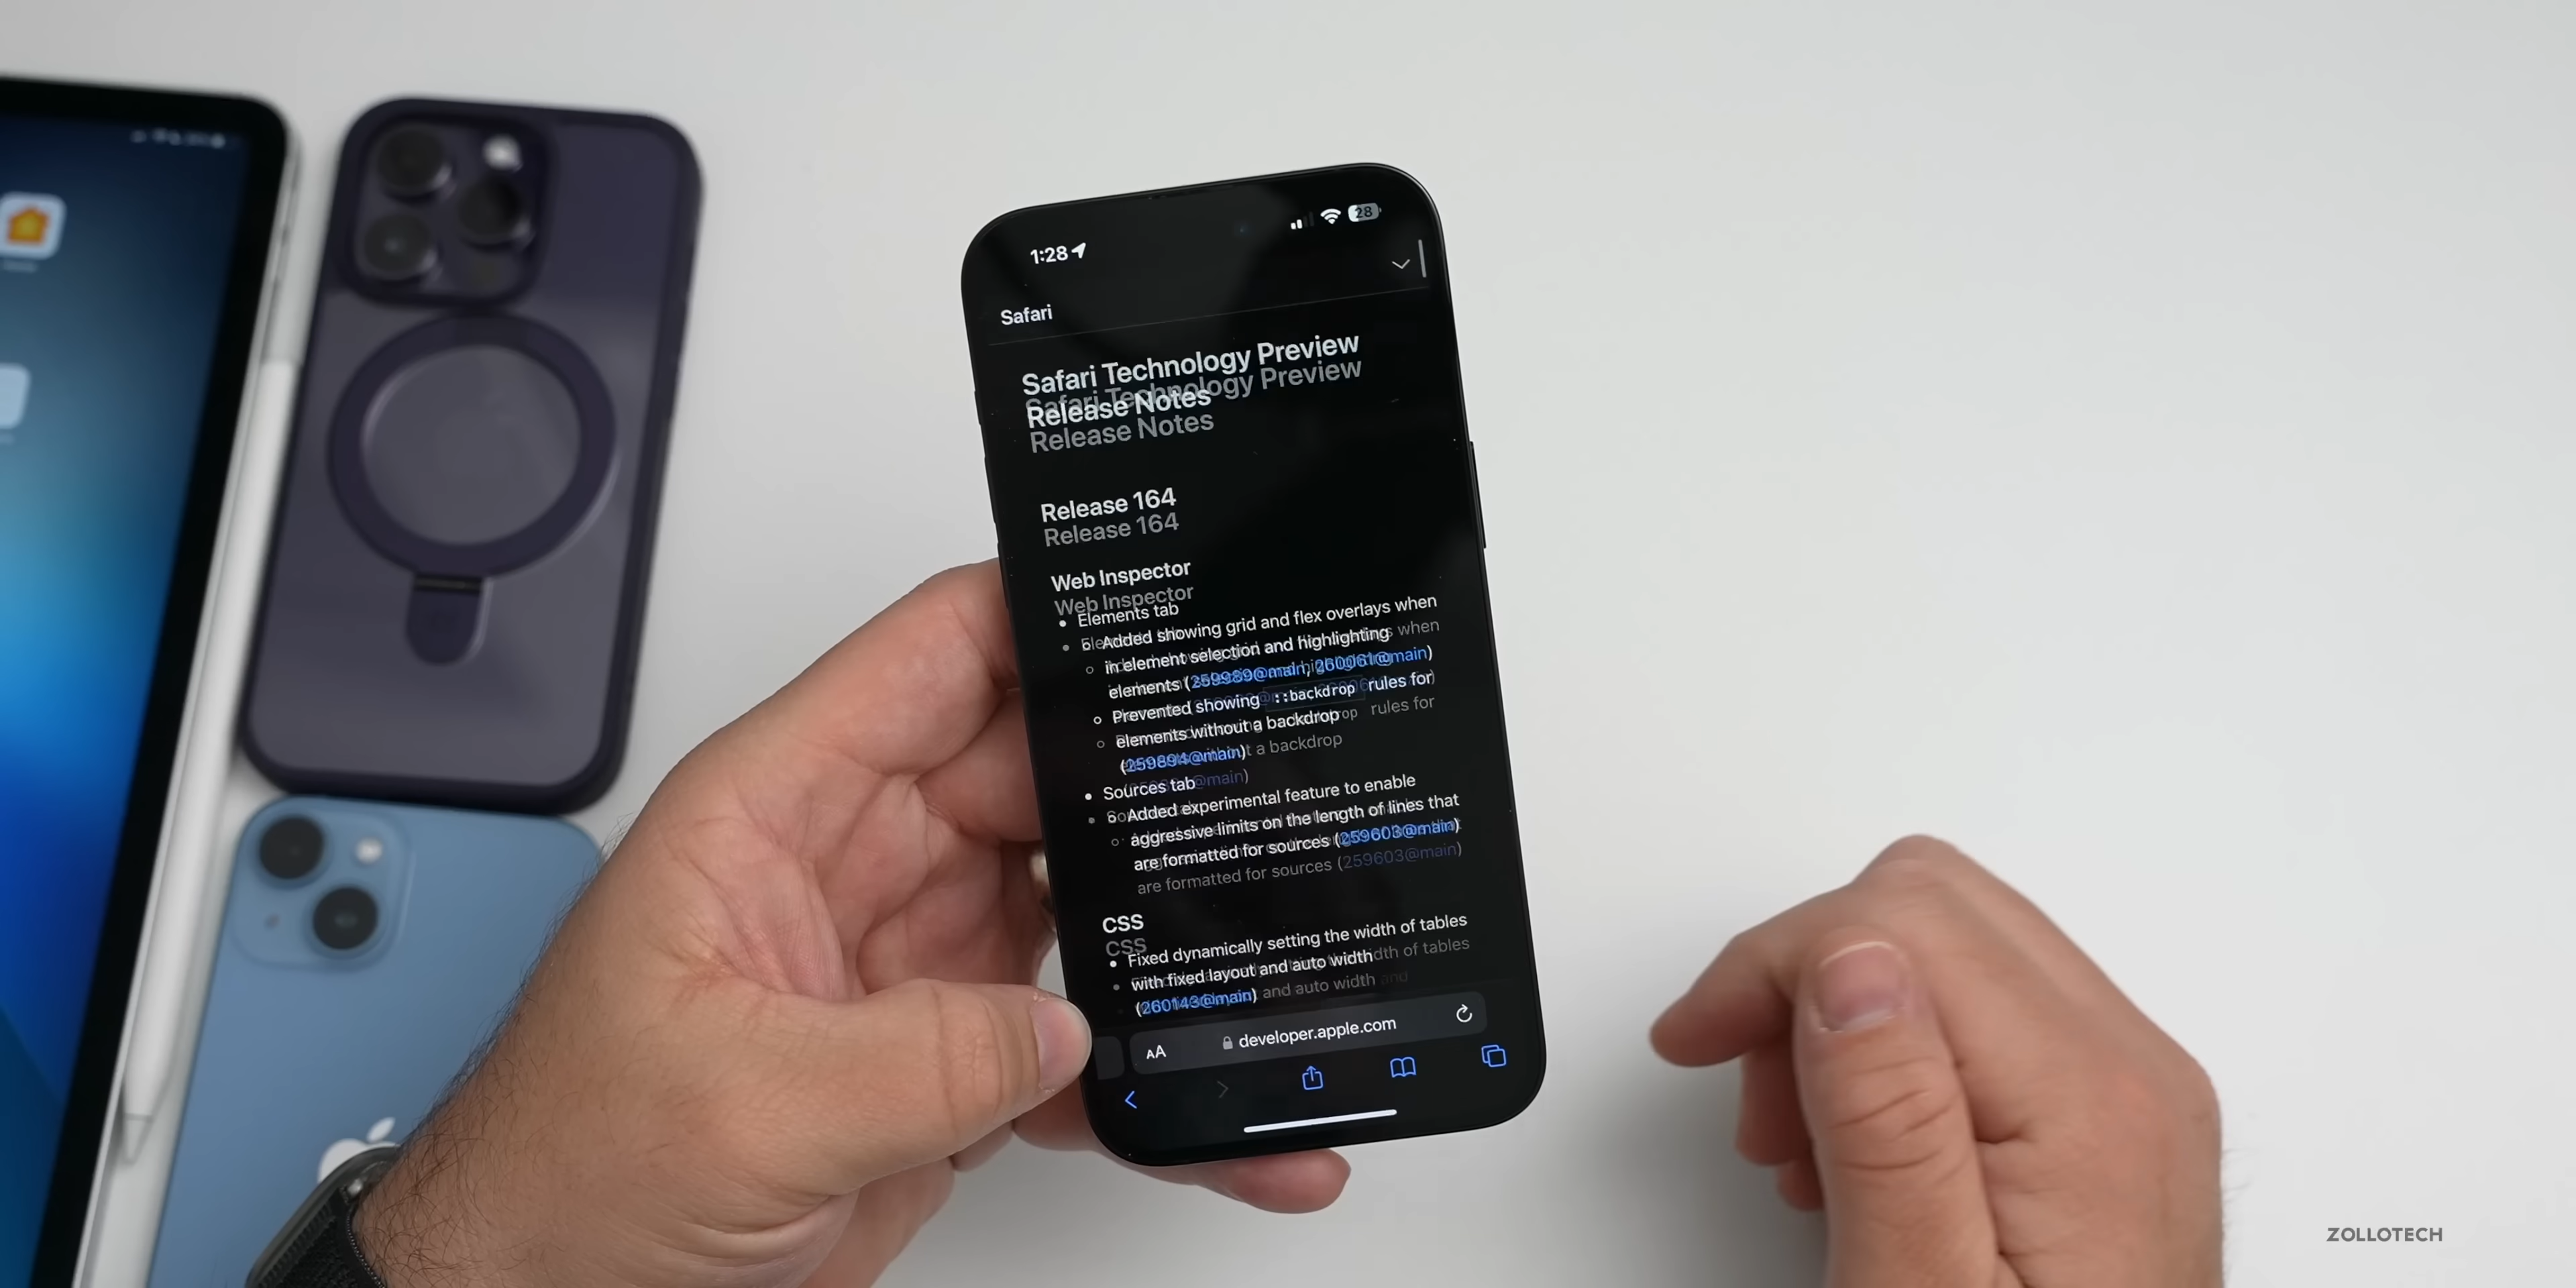 1:28
28
Safari
Safari Technology Preview
Release Notes
Release 164
Web Inspector
Elements tab
Added showing grid and flex overlays when
in element selection and highlighting
elements (259989@main, 260061@main)
Prevented showing ::backdrop rules for
elements without a backdrop
(259894@main)
Sources tab
Added experimental feature to enable
aggressive limits on the length of lines that
are formatted for sources (259603@main)
CSS
Fixed dynamically setting the width of tables
with fixed layout and auto width
(260143@main)
AA developer.apple.com
ZOLLOTECH